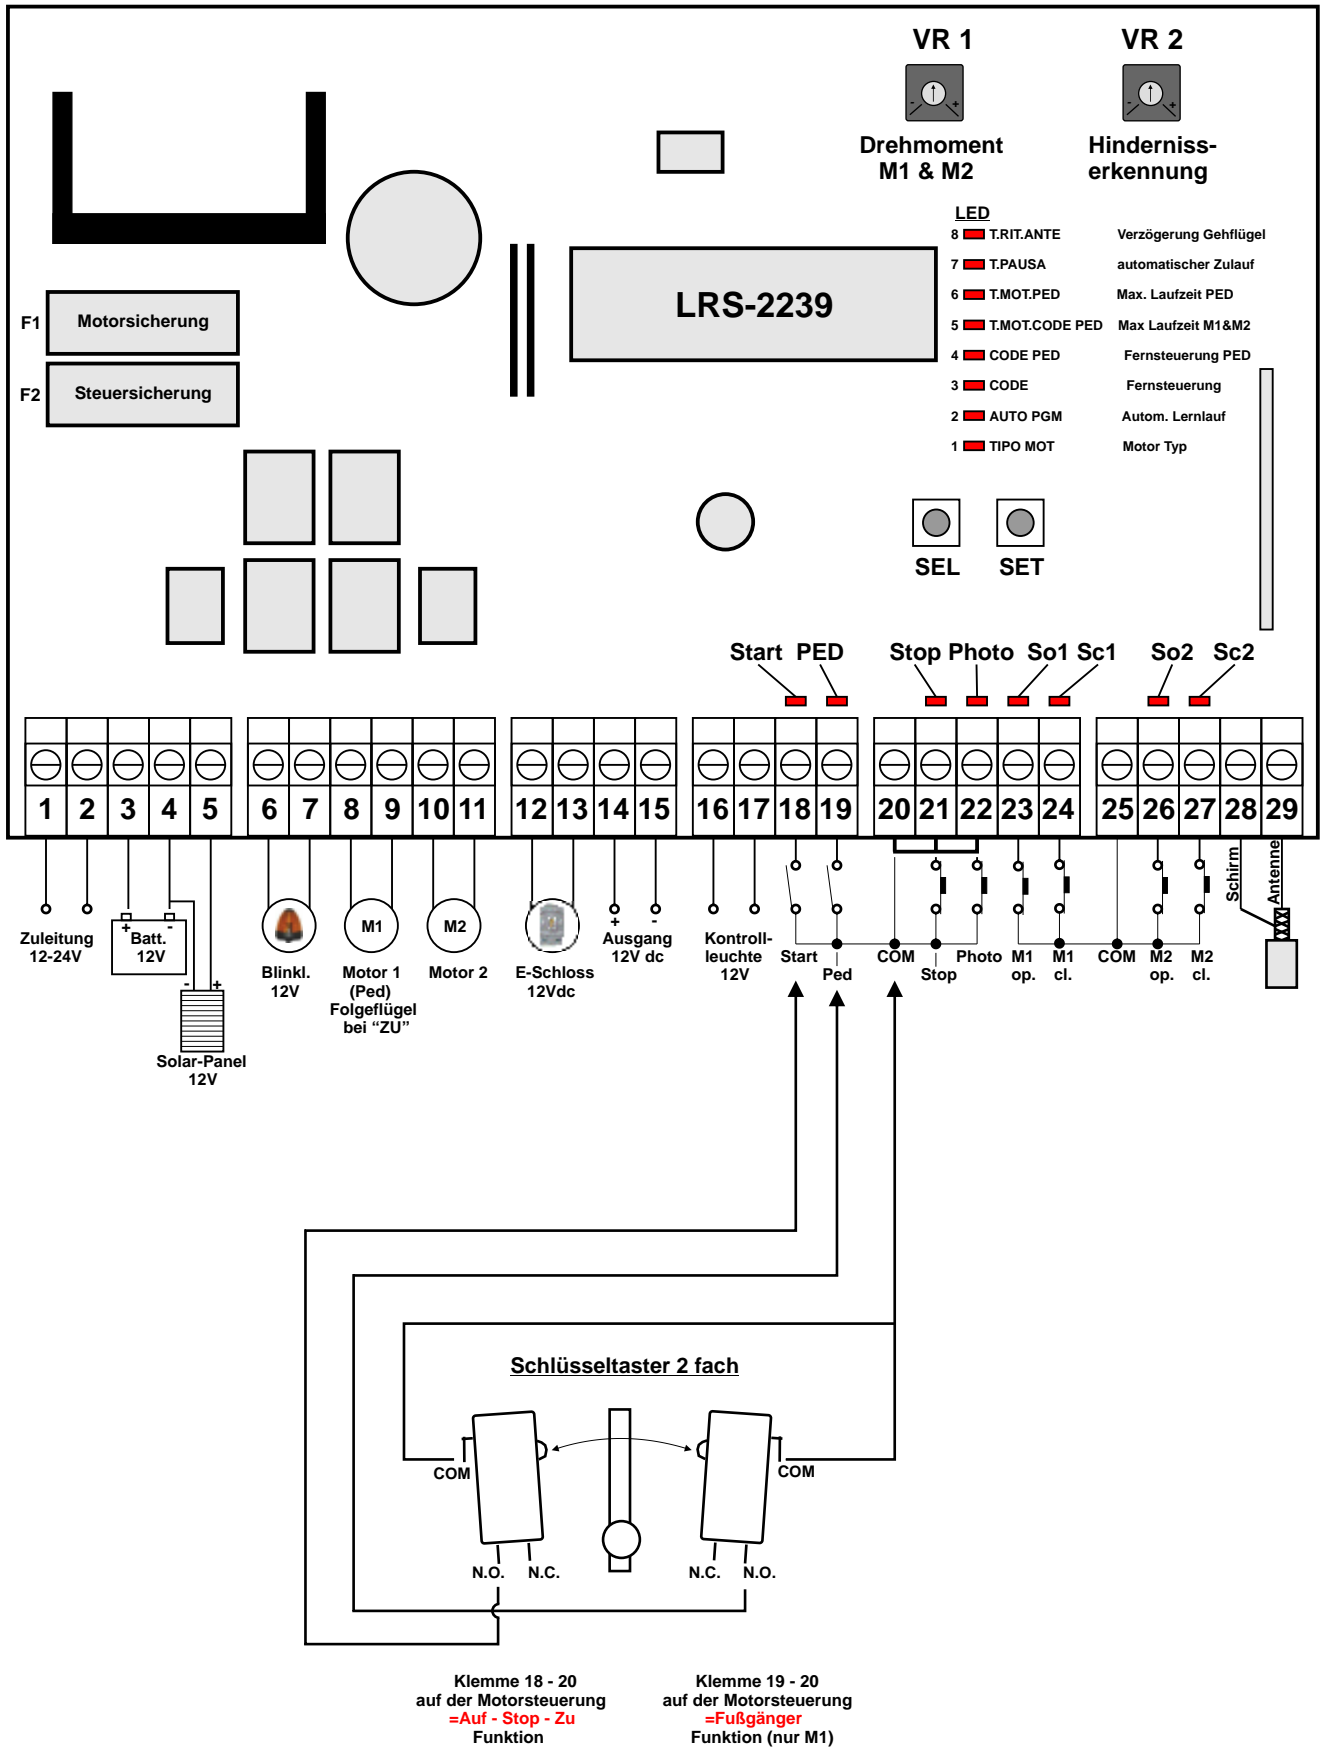 VR 1
VR 2
- +
- +
Drehmoment
M1 & M2
Hinderniss-
erkennung
LED
8 T.RIT.ANTE Verzögerung Gehflügel
7 T.PAUSA automatischer Zulauf
6 T.MOT.PED Max. Laufzeit PED
5 T.MOT.CODE PED Max Laufzeit M1&M2
4 CODE PED Fernsteuerung PED
3 CODE Fernsteuerung
2 AUTO PGM Autom. Lernlauf
1 TIPO MOT Motor Typ
LRS-2239
F1 Motorsicherung
F2 Steuersicherung
SEL SET
Start PED Stop Photo So1 Sc1 So2 Sc2
1 2 3 4 5 6 7 8 9 10 11 12 13 14 15 16 17 18 19 20 21 22 23 24 25 26 27 28 29
Schirm
Antenne
Zuleitung
12-24V
+ -
Batt.
12V
- +
Solar-Panel
12V
Blinkl.
12V
M1
Motor 1
(Ped)
Folgeflügel
bei “ZU”
M2
Motor 2
E-Schloss
12Vdc
+ -
Ausgang
12V dc
Kontroll-
leuchte
12V
Start
Ped
COM
Stop
Photo
M1
op.
M1
cl.
COM
M2
op.
M2
cl.
Schlüsseltaster 2 fach
COM
COM
N.O. N.C.
N.C. N.O.
Klemme 18 - 20
auf der Motorsteuerung
=Auf - Stop - Zu
Funktion
Klemme 19 - 20
auf der Motorsteuerung
=Fußgänger
Funktion (nur M1)